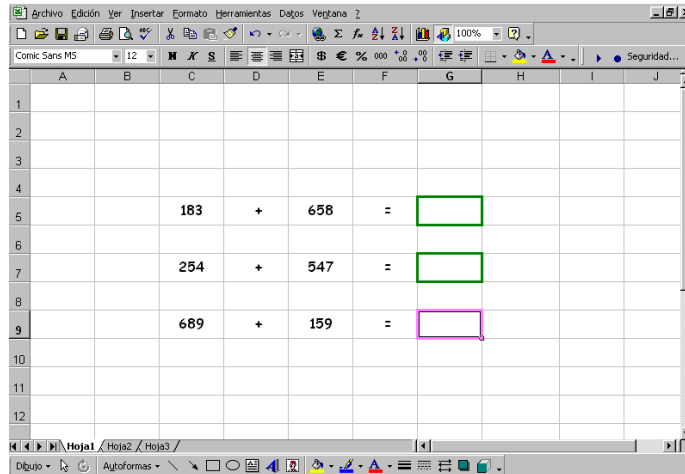 Archivo Edición Ver Insertar Formato Herramientas Datos Ventana ?
100%
Comic Sans MS 12 N K S $ € % 000 Seguridad...
A B C D E F G H I J
1
2
3
4
5 183 + 658 =
6
7 254 + 547 =
8
9 689 + 159 =
10
11
12
Hoja1 Hoja2 Hoja3
Dibujo Autoformas